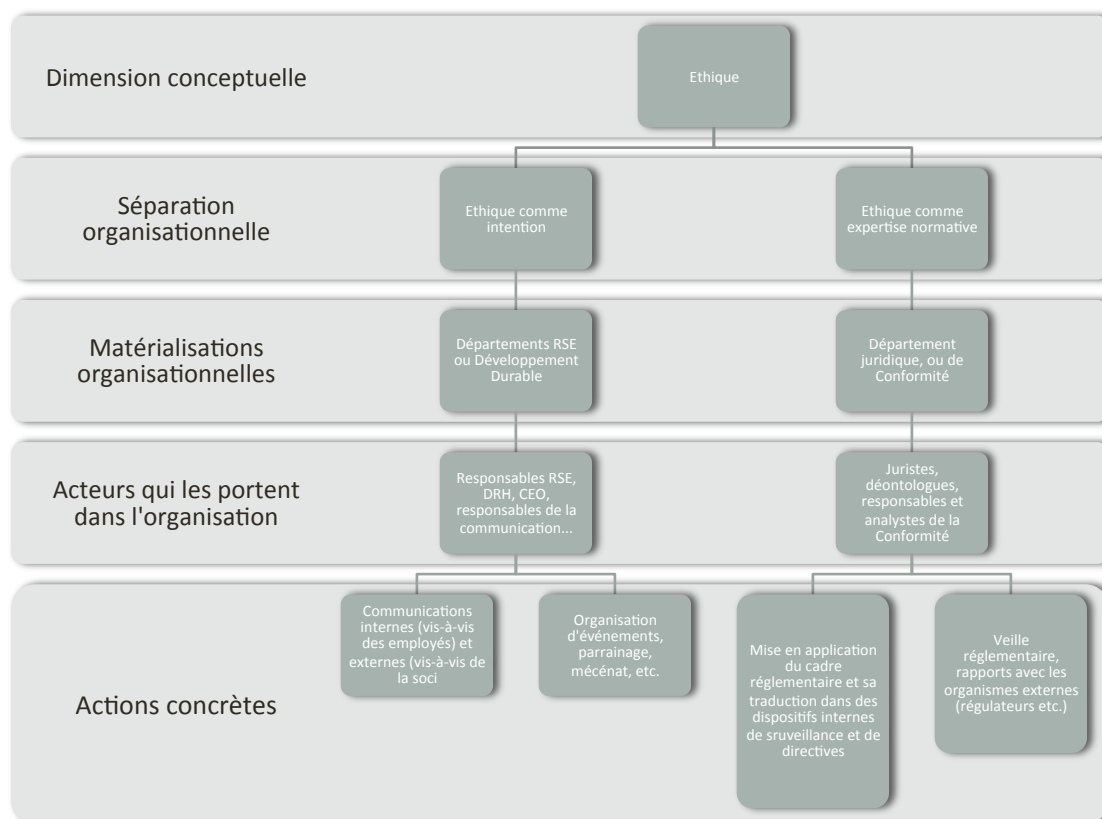 Dimension conceptuelle
Ethique
Séparation
organisationnelle
Ethique comme
intention
Ethique comme
expertise normative
Matérialisations
organisationnelles
Départements RSE
ou Développement
Durable
Département
juridique, ou de
Conformité
Acteurs qui les portent
dans l'organisation
Responsables RSE,
DRH, CEO,
responsables de la
communication...
Juristes,
déontologues,
responsables et
analystes de la
Conformité
Actions concrètes
Communications
internes (vis-à-vis
des employés) et
externes (vis-à-vis de
la soci
Organisation
d'événements,
parrainage,
mécénat, etc.
Mise en application
du cadre
réglementaire et sa
traduction dans des
dispositifs internes
de sruveillance et de
directives
Veille
réglementaire,
rapports avec les
organismes externes
(régulateurs etc.)